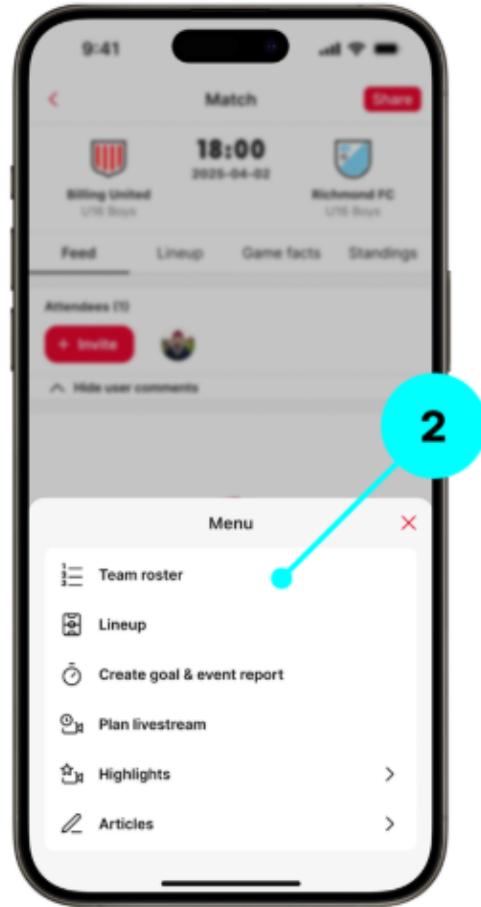 9:41
Match
Share
18:00
2025-04-02
Billing United
U16 Boys
Richmond FC
U16 Boys
Feed
Lineup
Game facts
Standings
Attendees (1)
+ Invite
Hide user comments
2
Menu
Team roster
Lineup
Create goal & event report
Plan livestream
Highlights
Articles